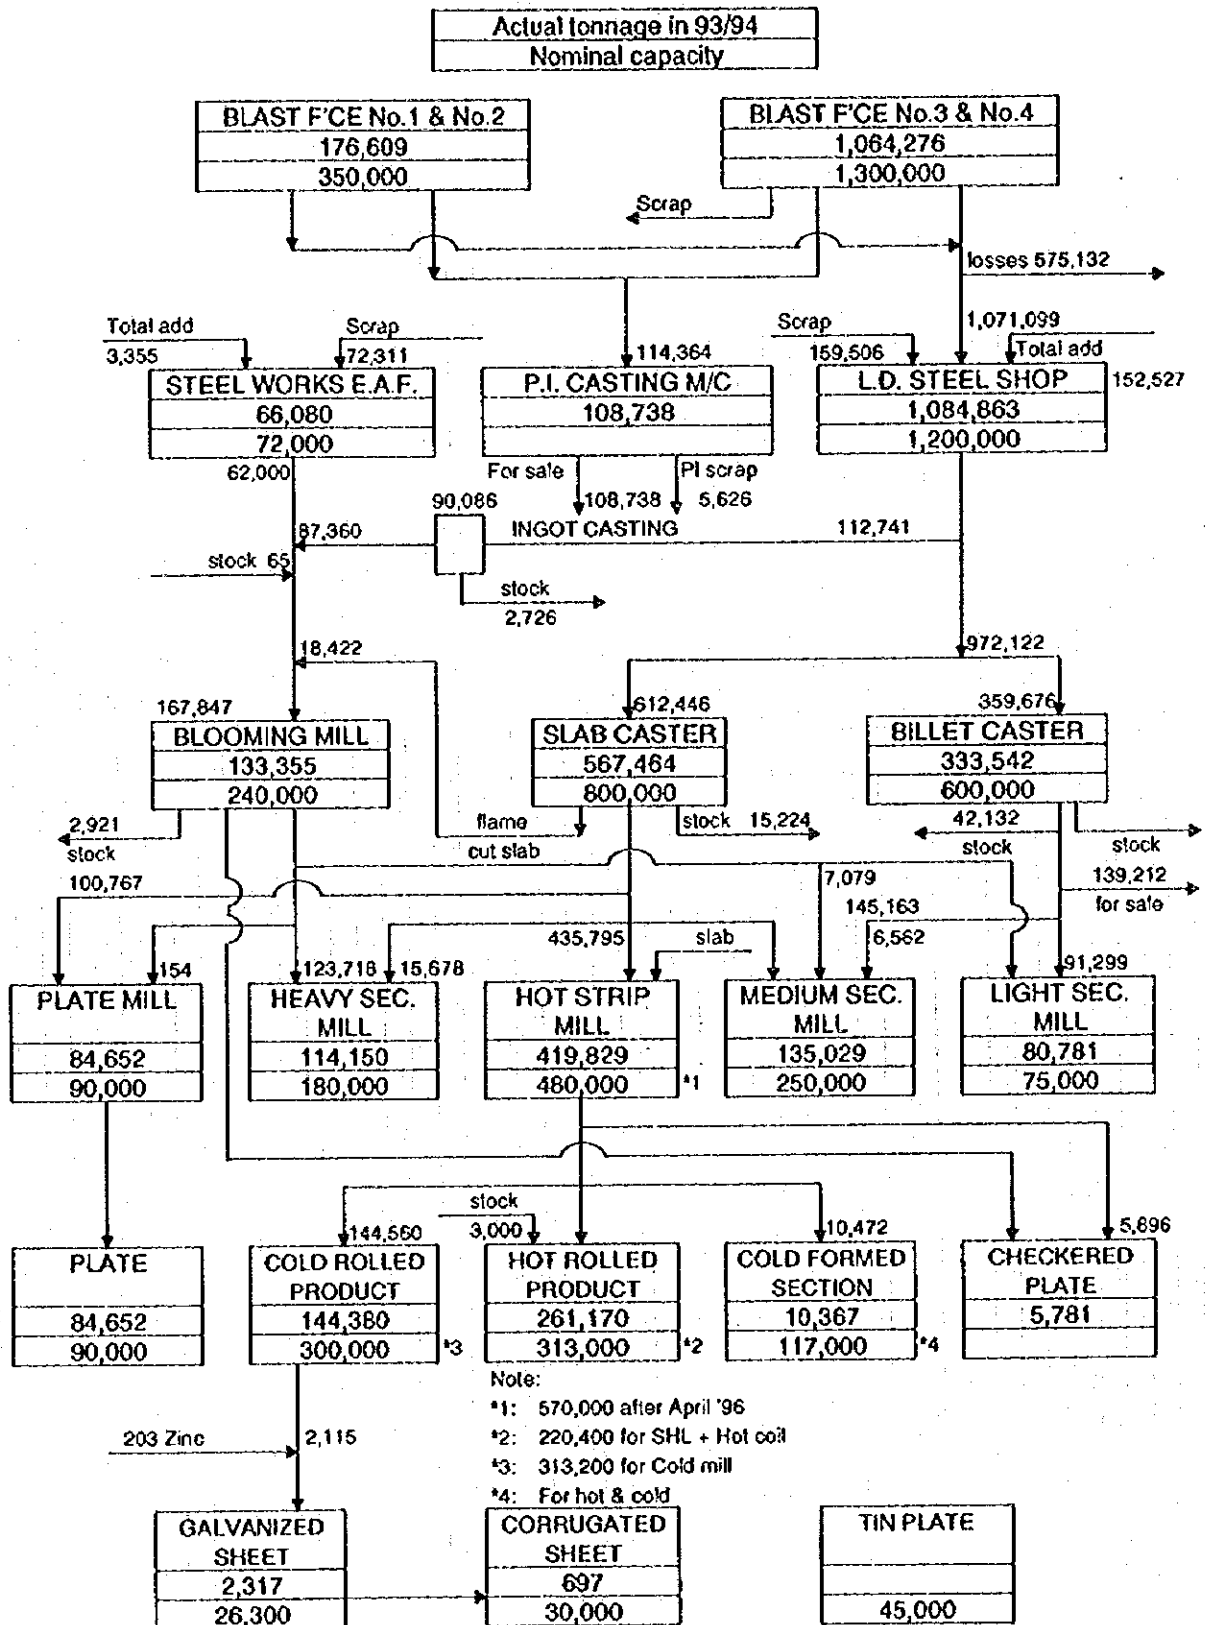 Actual tonnage in 93/94
Nominal capacity
BLAST F'CE No.1 & No.2
176,609
350,000
BLAST F'CE No.3 & No.4
1,064,276
1,300,000
Scrap
losses 575,132
Total add
3,355
Scrap
72,311
114,364
Scrap
159,506
1,071,099
Total add
152,527
STEEL WORKS E.A.F.
66,080
72,000
62,000
P.I. CASTING M/C
108,738
L.D. STEEL SHOP
1,084,863
1,200,000
For sale
108,738
PI scrap
5,626
90,086
87,360
INGOT CASTING
112,741
stock 65
stock
2,726
18,422
972,122
167,847
612,446
359,676
BLOOMING MILL
133,355
240,000
SLAB CASTER
567,464
800,000
BILLET CASTER
333,542
600,000
2,921
stock
flame
cut slab
stock 15,224
42,132
stock
stock
100,767
7,079
139,212
for sale
145,163
6,562
435,795
slab
154
123,718
15,678
91,299
PLATE MILL
84,652
90,000
HEAVY SEC.
MILL
114,150
180,000
HOT STRIP
MILL
419,829
480,000
*1
MEDIUM SEC.
MILL
135,029
250,000
LIGHT SEC.
MILL
80,781
75,000
stock
3,000
144,560
10,472
5,896
PLATE
84,652
90,000
COLD ROLLED
PRODUCT
144,380
300,000
*3
HOT ROLLED
PRODUCT
261,170
313,000
*2
COLD FORMED
SECTION
10,367
117,000
*4
CHECKERED
PLATE
5,781
Note:
*1: 570,000 after April '96
*2: 220,400 for SHL + Hot coil
*3: 313,200 for Cold mill
*4: For hot & cold
203 Zinc
2,115
GALVANIZED
SHEET
2,317
26,300
CORRUGATED
SHEET
697
30,000
TIN PLATE
45,000